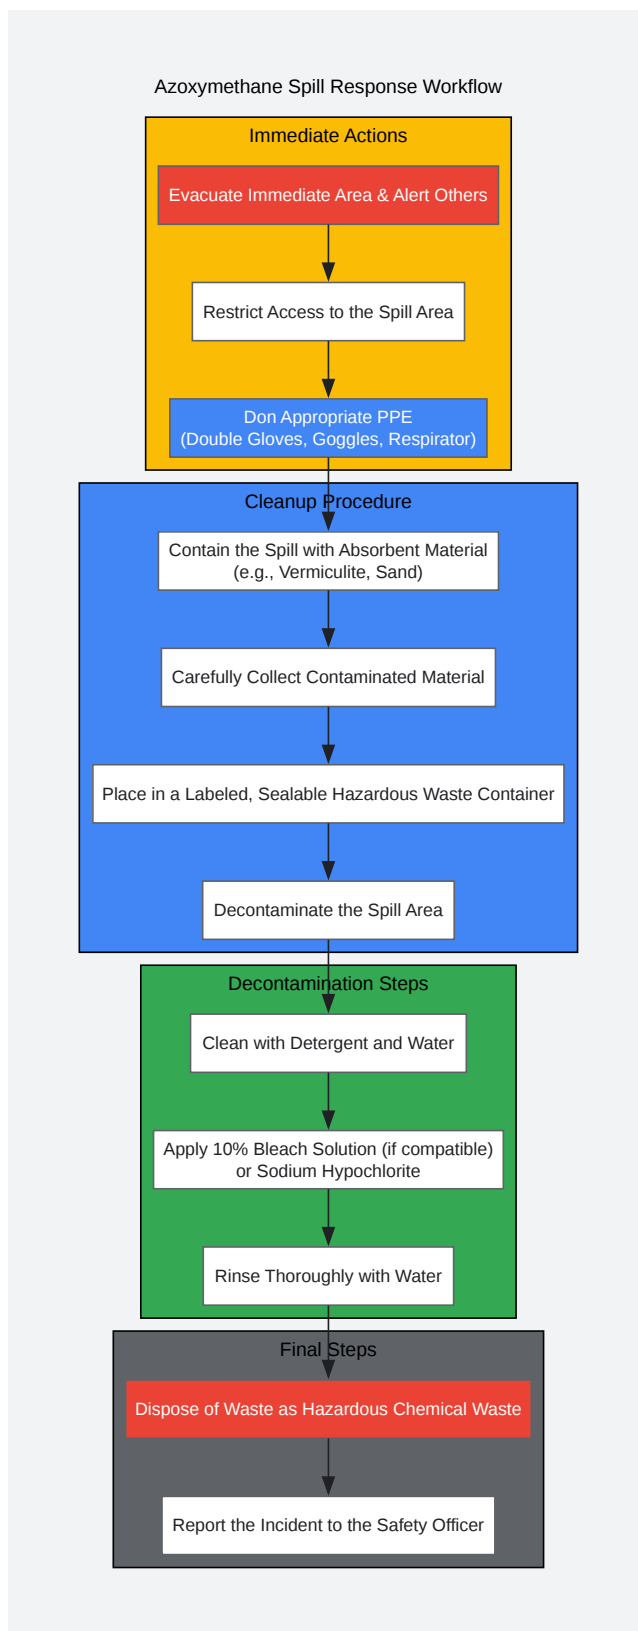 Azoxymethane Spill Response Workflow
Immediate Actions
Evacuate Immediate Area & Alert Others
Restrict Access to the Spill Area
Don Appropriate PPE
(Double Gloves, Goggles, Respirator)
Cleanup Procedure
Contain the Spill with Absorbent Material
(e.g., Vermiculite, Sand)
Carefully Collect Contaminated Material
Place in a Labeled, Sealable Hazardous Waste Container
Decontaminate the Spill Area
Decontamination Steps
Clean with Detergent and Water
Apply 10% Bleach Solution (if compatible)
or Sodium Hypochlorite
Rinse Thoroughly with Water
Final Steps
Dispose of Waste as Hazardous Chemical Waste
Report the Incident to the Safety Officer